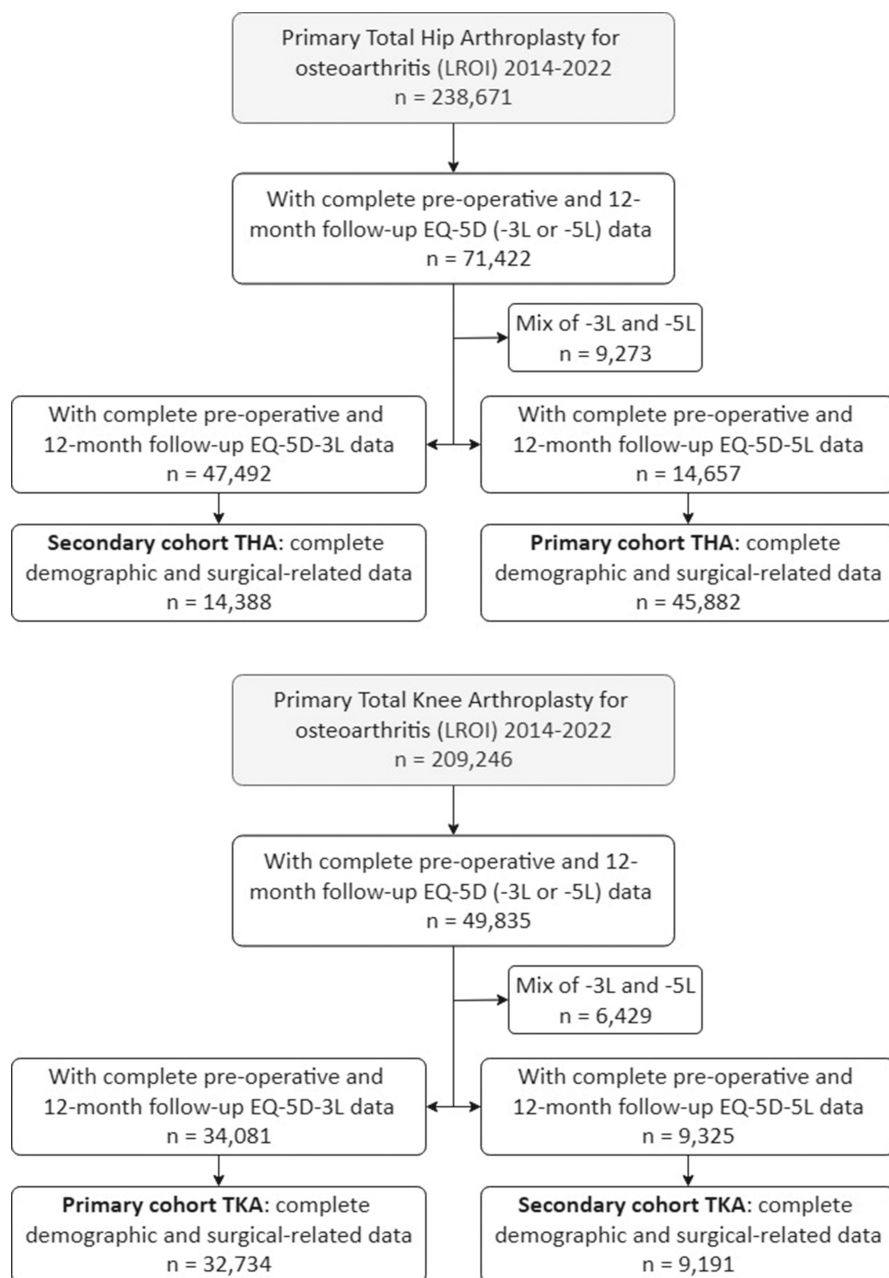 Primary Total Hip Arthroplasty for
osteoarthritis (LROI) 2014-2022
n = 238,671
With complete pre-operative and 12-
month follow-up EQ-5D (-3L or -5L) data
n = 71,422
Mix of -3L and -5L
n = 9,273
With complete pre-operative and
12-month follow-up EQ-5D-3L data
n = 47,492
With complete pre-operative and
12-month follow-up EQ-5D-5L data
n = 14,657
Secondary cohort THA: complete
demographic and surgical-related data
n = 14,388
Primary cohort THA: complete
demographic and surgical-related data
n = 45,882
Primary Total Knee Arthroplasty for
osteoarthritis (LROI) 2014-2022
n = 209,246
With complete pre-operative and 12-
month follow-up EQ-5D (-3L or -5L) data
n = 49,835
Mix of -3L and -5L
n = 6,429
With complete pre-operative and
12-month follow-up EQ-5D-3L data
n = 34,081
With complete pre-operative and
12-month follow-up EQ-5D-5L data
n = 9,325
Primary cohort TKA: complete
demographic and surgical-related data
n = 32,734
Secondary cohort TKA: complete
demographic and surgical-related data
n = 9,191